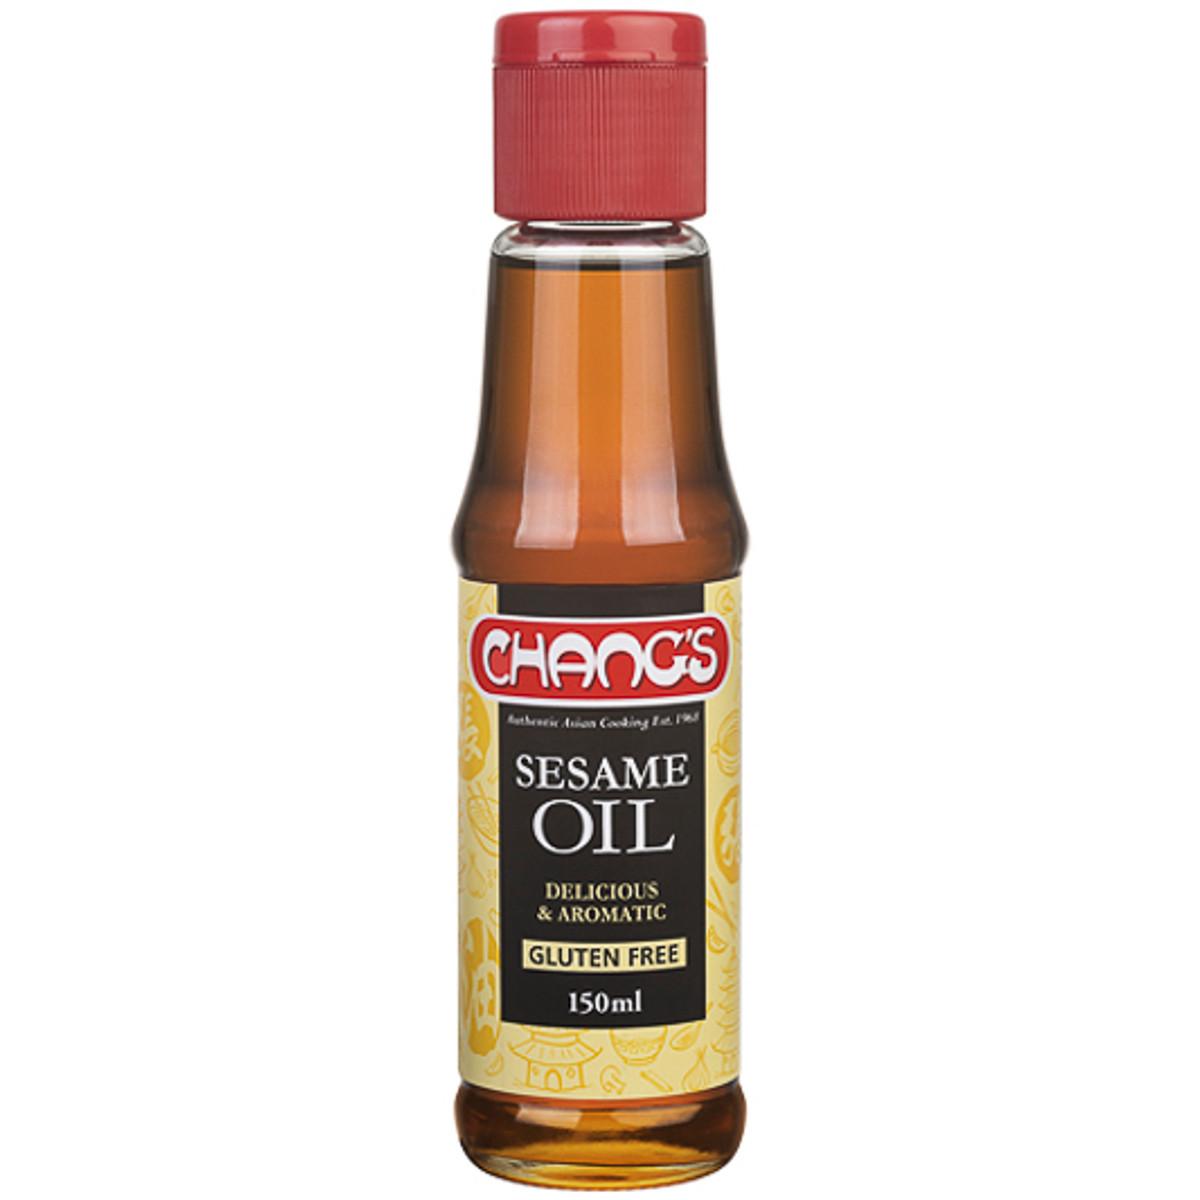 CHANG'S
Authentic Asian Cooking Est. 1968
SESAME
OIL
DELICIOUS
& AROMATIC
GLUTEN FREE
150ml